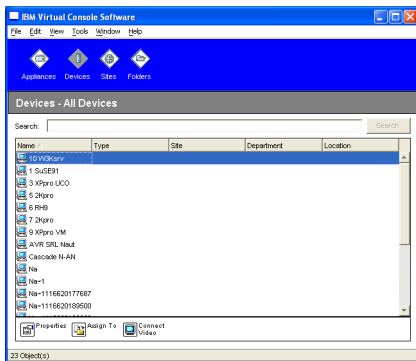 IBM Virtual Console Software
File Edit View Tools Window Help
Appliances Devices Sites Folders
Devices - All Devices
Search: Search
Name Type Site Department Location
10 W3Ksrv
1 SuSE91
3 XPpro UCO
5 2Kpro
6 RH9
7 2Kpro
9 XPpro VM
AVR SRL Naut
Cascade N-AN
Na
Na~1
Na~1116620177687
Na~1116620189500
Properties Assign To Connect
Video
23 Object(s)